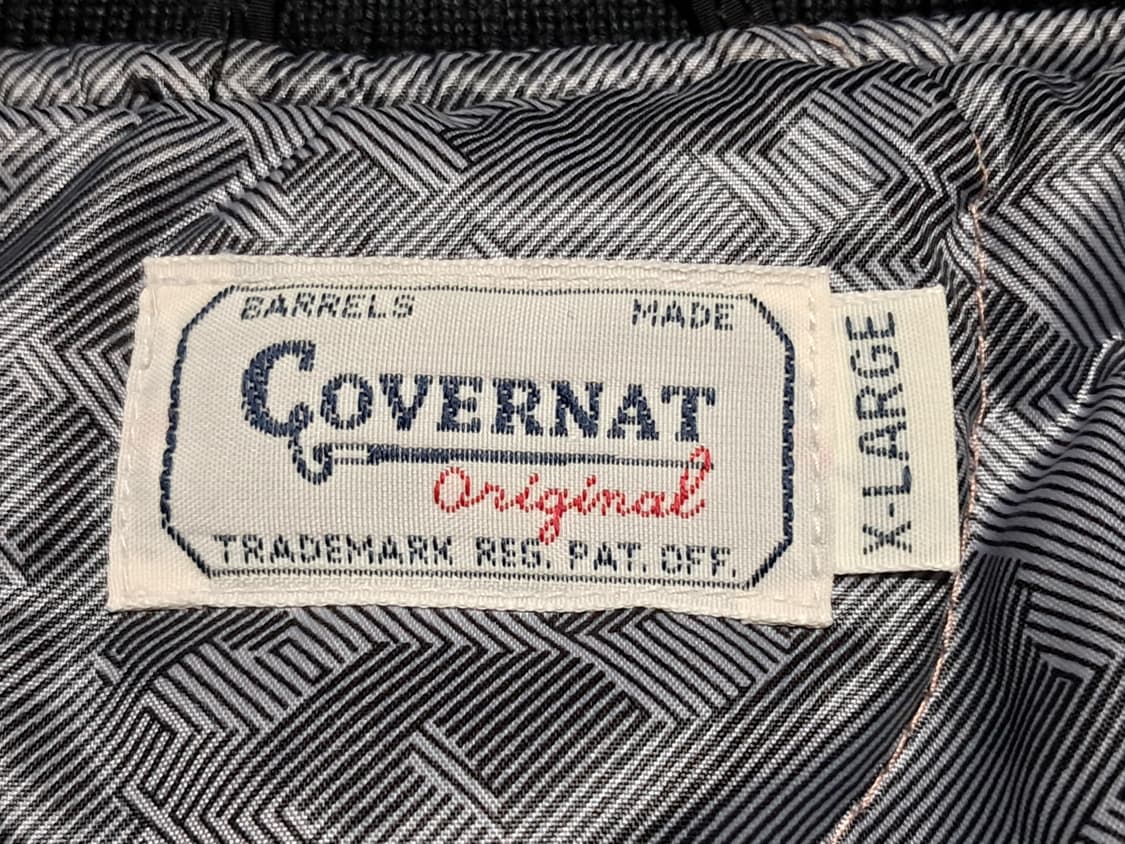 BARRELS MADE
COVERNAT
Original
TRADEMARK REG. PAT. OFF.
X-LARGE